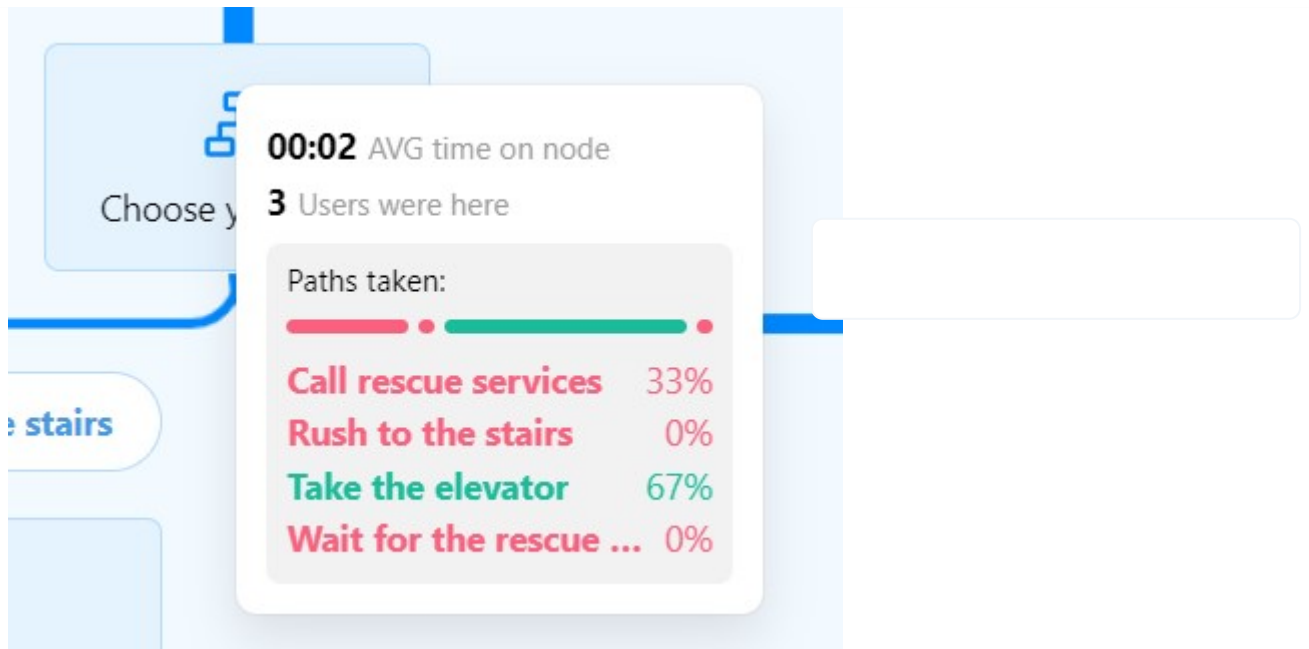 Choose y
00:02 AVG time on node
3 Users were here
Paths taken:
Call rescue services 33%
Rush to the stairs 0%
Take the elevator 67%
Wait for the rescue ... 0%
stairs